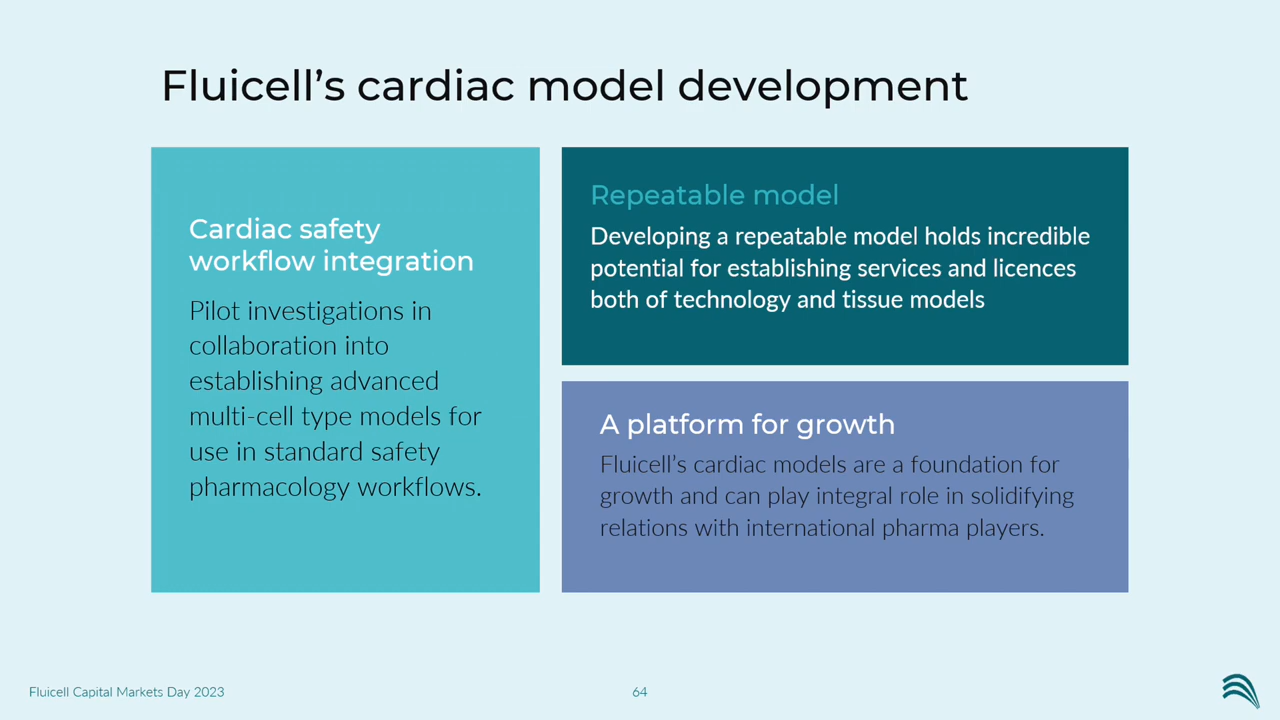 Fluicell’s cardiac model development
Cardiac safety
workflow integration
Pilot investigations in
collaboration into
establishing advanced
multi-cell type models for
use in standard safety
pharmacology workflows.
Repeatable model
Developing a repeatable model holds incredible
potential for establishing services and licences
both of technology and tissue models
A platform for growth
Fluicell’s cardiac models are a foundation for
growth and can play integral role in solidifying
relations with international pharma players.
Fluicell Capital Markets Day 2023
64